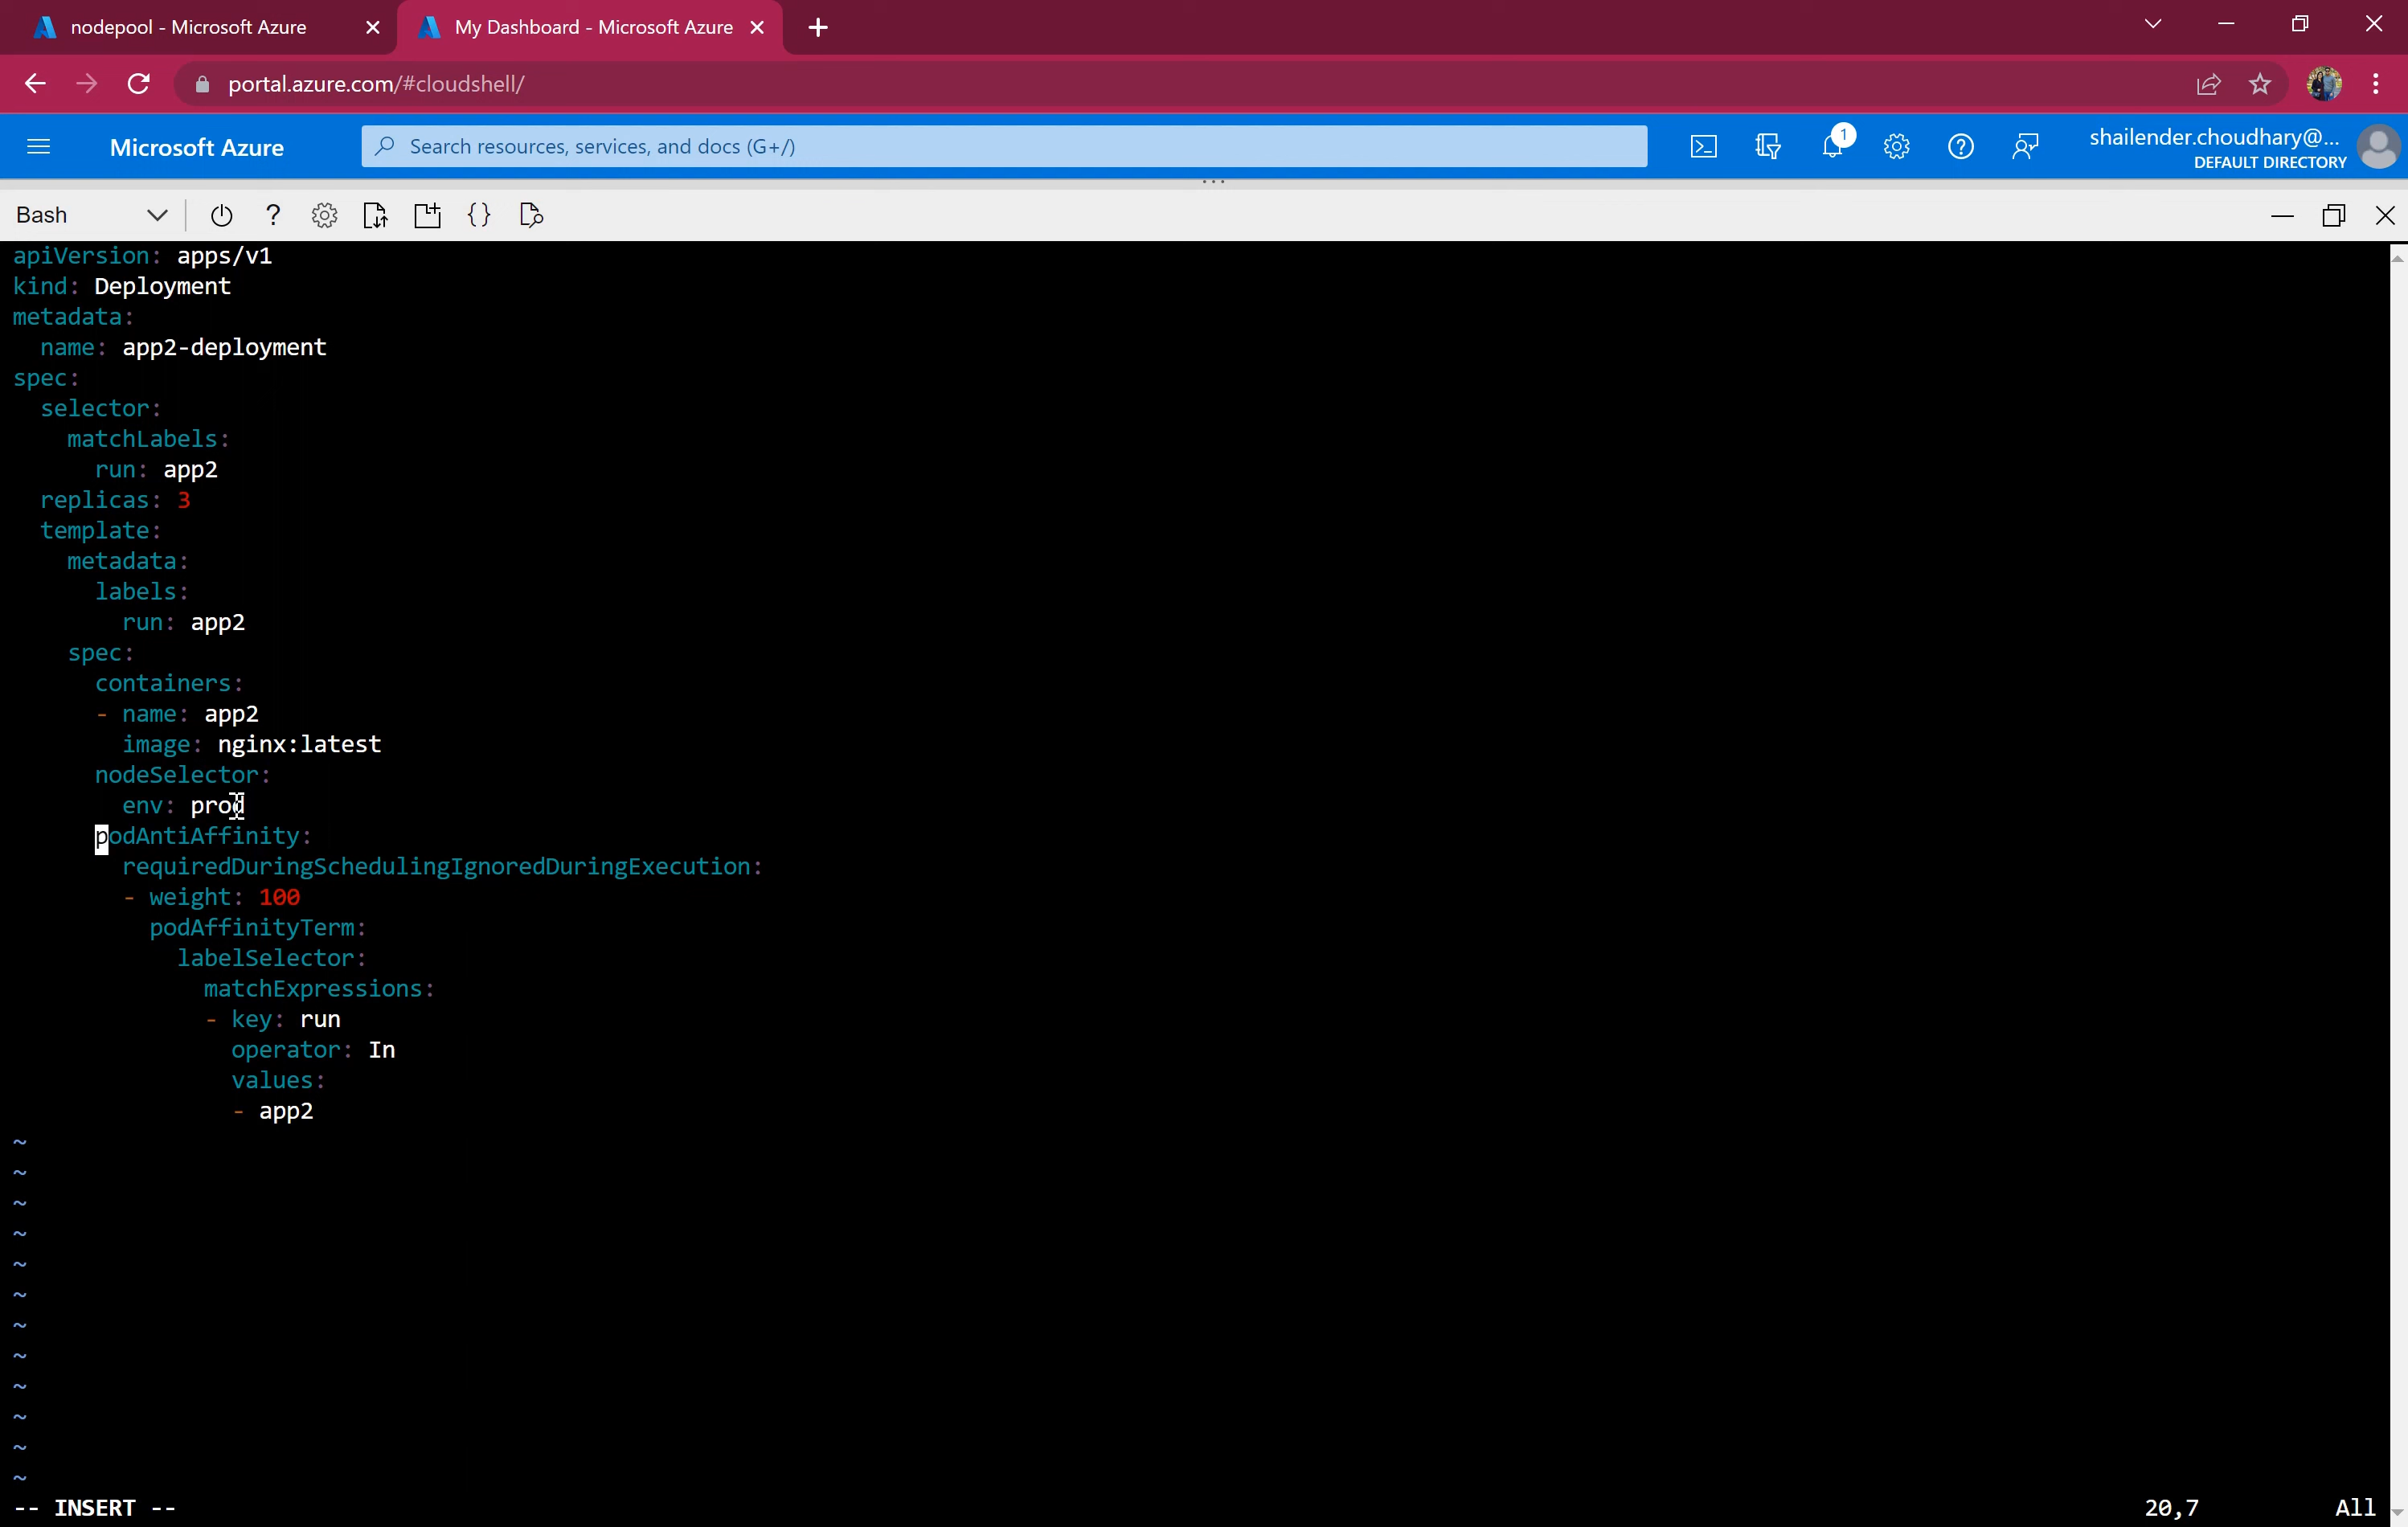 nodepool - Microsoft Azure
My Dashboard - Microsoft Azure
portal.azure.com/#cloudshell/
Microsoft Azure
Search resources, services, and docs (G+/)
1
shailender.choudhary@...
DEFAULT DIRECTORY
Bash
apiVersion: apps/v1
kind: Deployment
metadata:
  name: app2-deployment
spec:
  selector:
    matchLabels:
      run: app2
  replicas: 3
  template:
    metadata:
      labels:
        run: app2
    spec:
      containers:
      - name: app2
        image: nginx:latest
      nodeSelector:
        env: prod
      podAntiAffinity:
        requiredDuringSchedulingIgnoredDuringExecution:
        - weight: 100
          podAffinityTerm:
            labelSelector:
              matchExpressions:
              - key: run
                operator: In
                values:
                - app2
~
~
~
~
~
~
~
~
~
~
~
~
-- INSERT -- 20,7 All